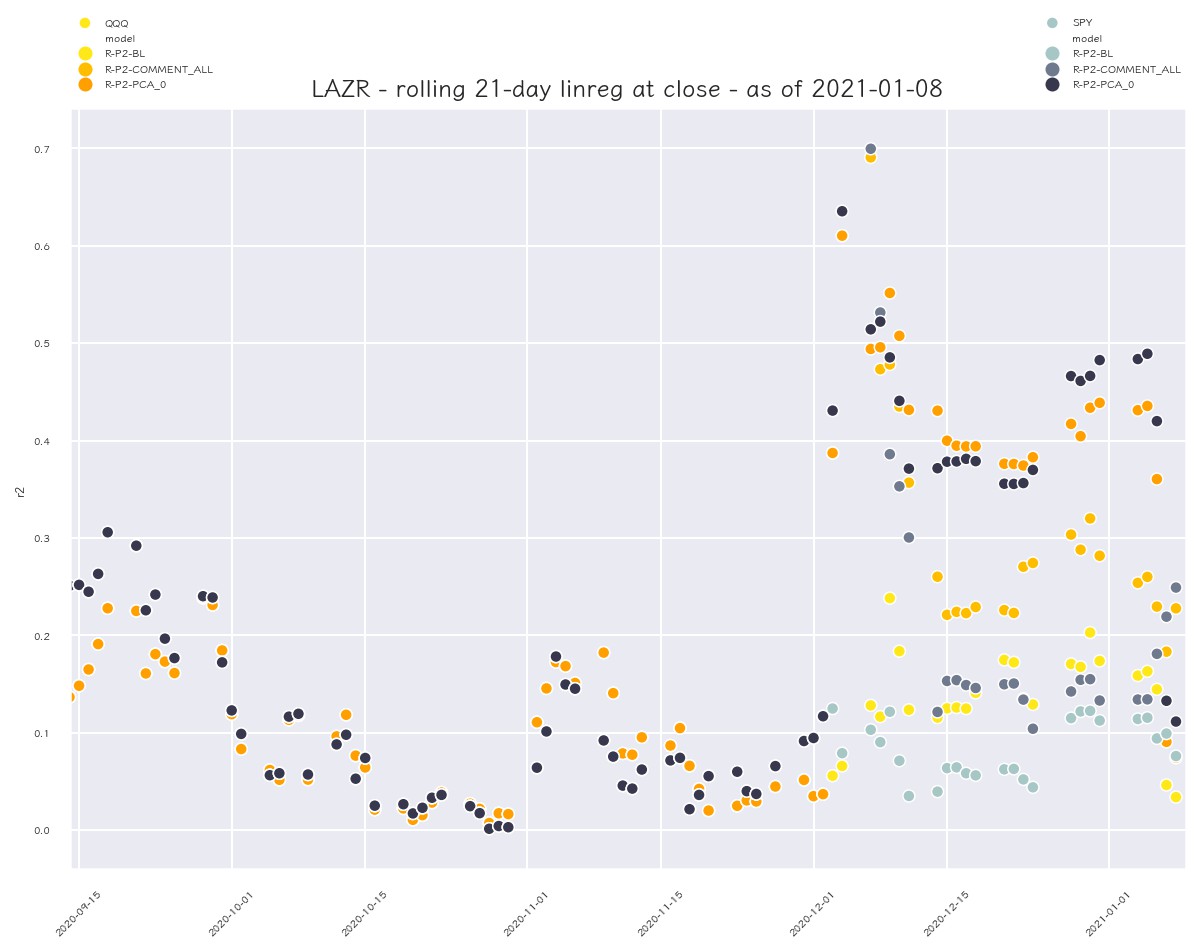 QQQ
model
R-P2-BL
R-P2-COMMENT_ALL
R-P2-PCA_0
SPY
model
R-P2-BL
R-P2-COMMENT_ALL
R-P2-PCA_0
LAZR - rolling 21-day linreg at close - as of 2021-01-08
0.7
0.6
0.5
0.4
0.3
0.2
0.1
0.0
r2
2020-09-15
2020-10-01
2020-10-15
2020-11-01
2020-11-15
2020-12-01
2020-12-15
2021-01-01